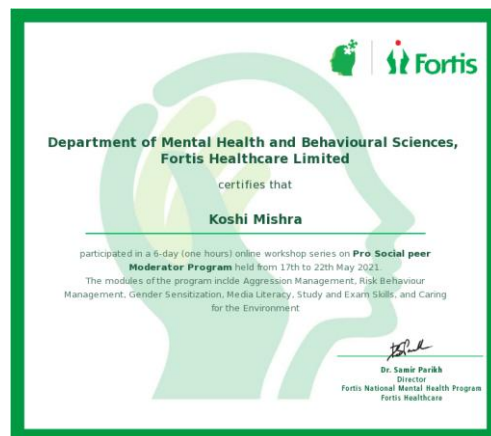 Fortis
Department of Mental Health and Behavioural Sciences,
Fortis Healthcare Limited
certifies that
Koshi Mishra
participated in a 6-day (one hours) online workshop series on Pro Social peer
Moderator Program held from 17th to 22th May 2021.
The modules of the program inclde Aggression Management, Risk Behaviour
Management, Gender Sensitization, Media Literacy, Study and Exam Skills, and Caring
for the Environment
Dr. Samir Parikh
Director
Fortis National Mental Health Program
Fortis Healthcare